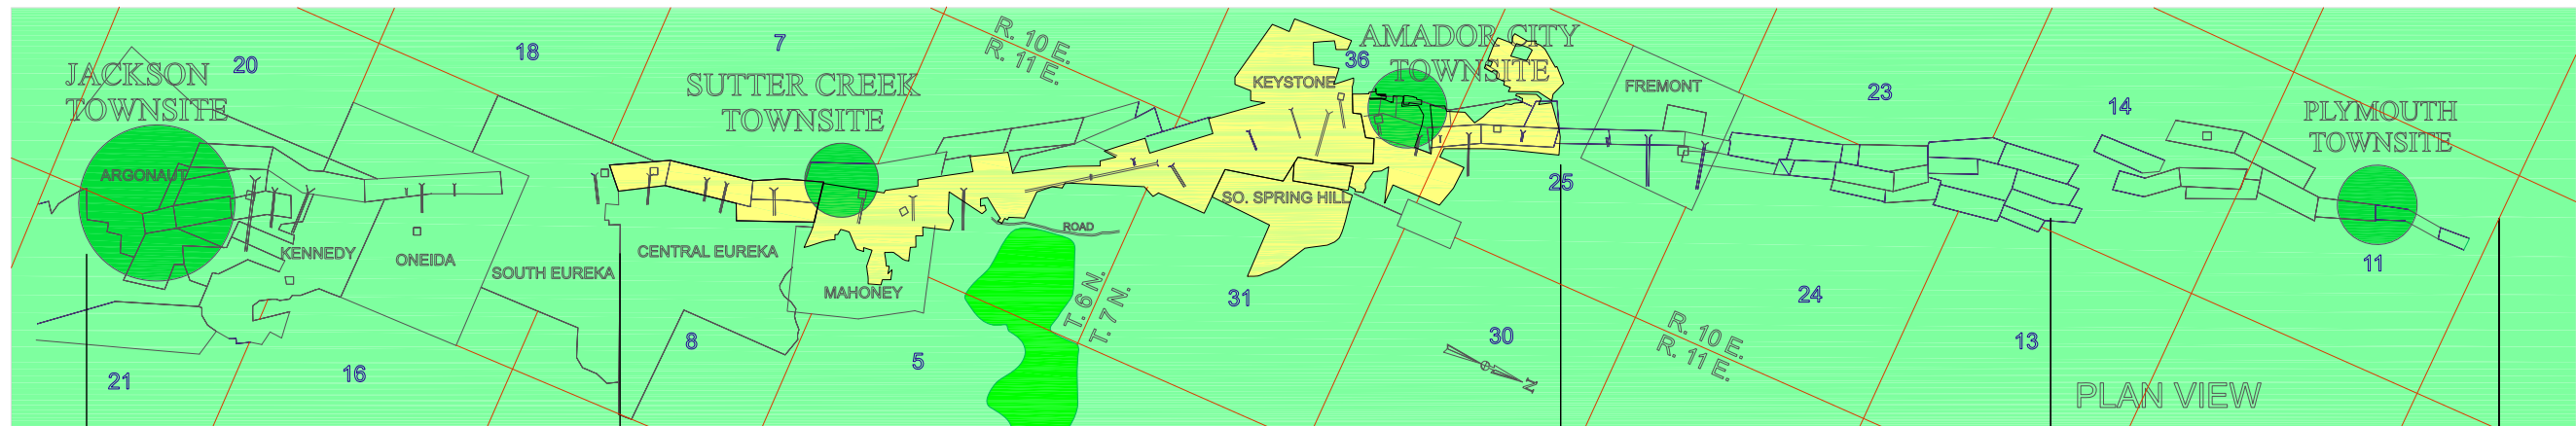 JACKSON
TOWNSITE
20
18
7
SUTTER CREEK
TOWNSITE
R. 10 E.
R. 11 E.
KEYSTONE
36
AMADOR CITY
TOWNSITE
FREMONT
23
14
PLYMOUTH
TOWNSITE
ARGONAUT
KENNEDY
ONEIDA
SOUTH EUREKA
CENTRAL EUREKA
MAHONEY
ROAD
SO. SPRING HILL
25
11
T. 6 N.
T. 7 N.
31
24
21
16
8
5
30
N
R. 10 E.
R. 11 E.
13
PLAN VIEW